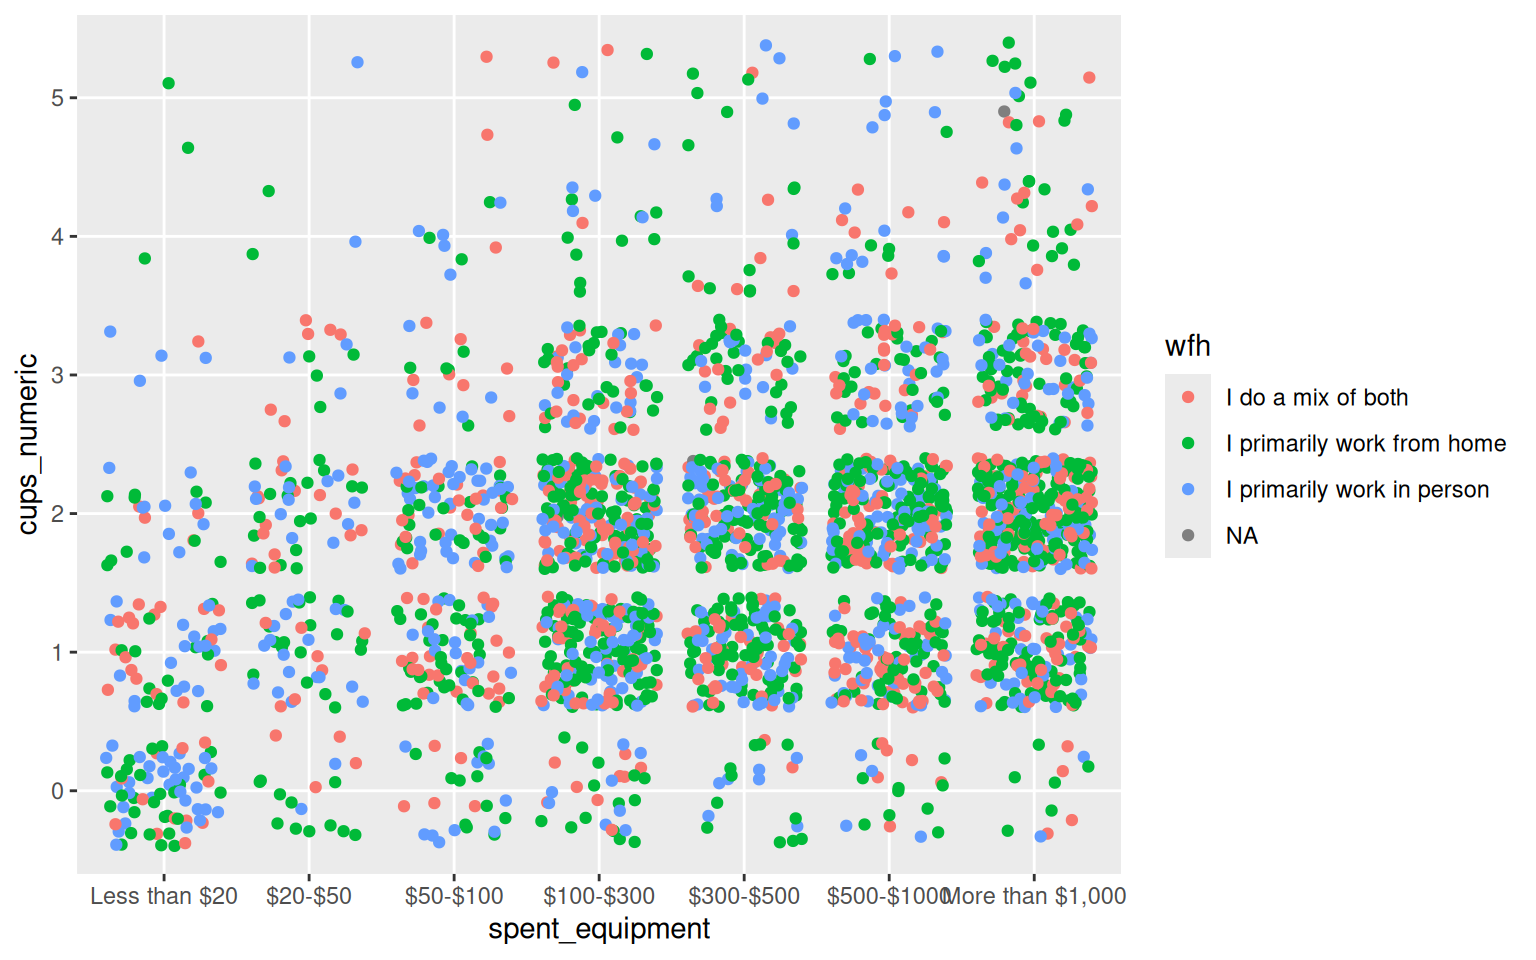 5
4
3
2
1
0
cups_numeric
Less than $20
$20-$50
$50-$100
$100-$300
$300-$500
$500-$1000
More than $1,000
spent_equipment
wfh
I do a mix of both
I primarily work from home
I primarily work in person
NA